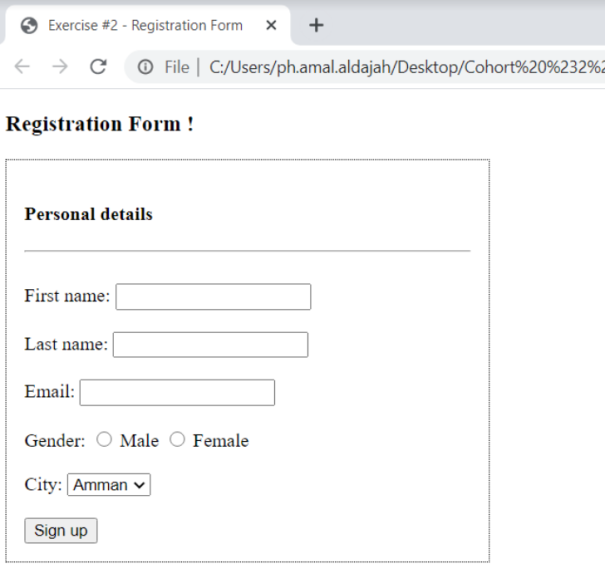 Exercise #2 - Registration Form
File | C:/Users/ph.amal.aldajah/Desktop/Cohort%20%232%2
Registration Form !
Personal details
First name:
Last name:
Email:
Gender: Male Female
City: Amman
Sign up